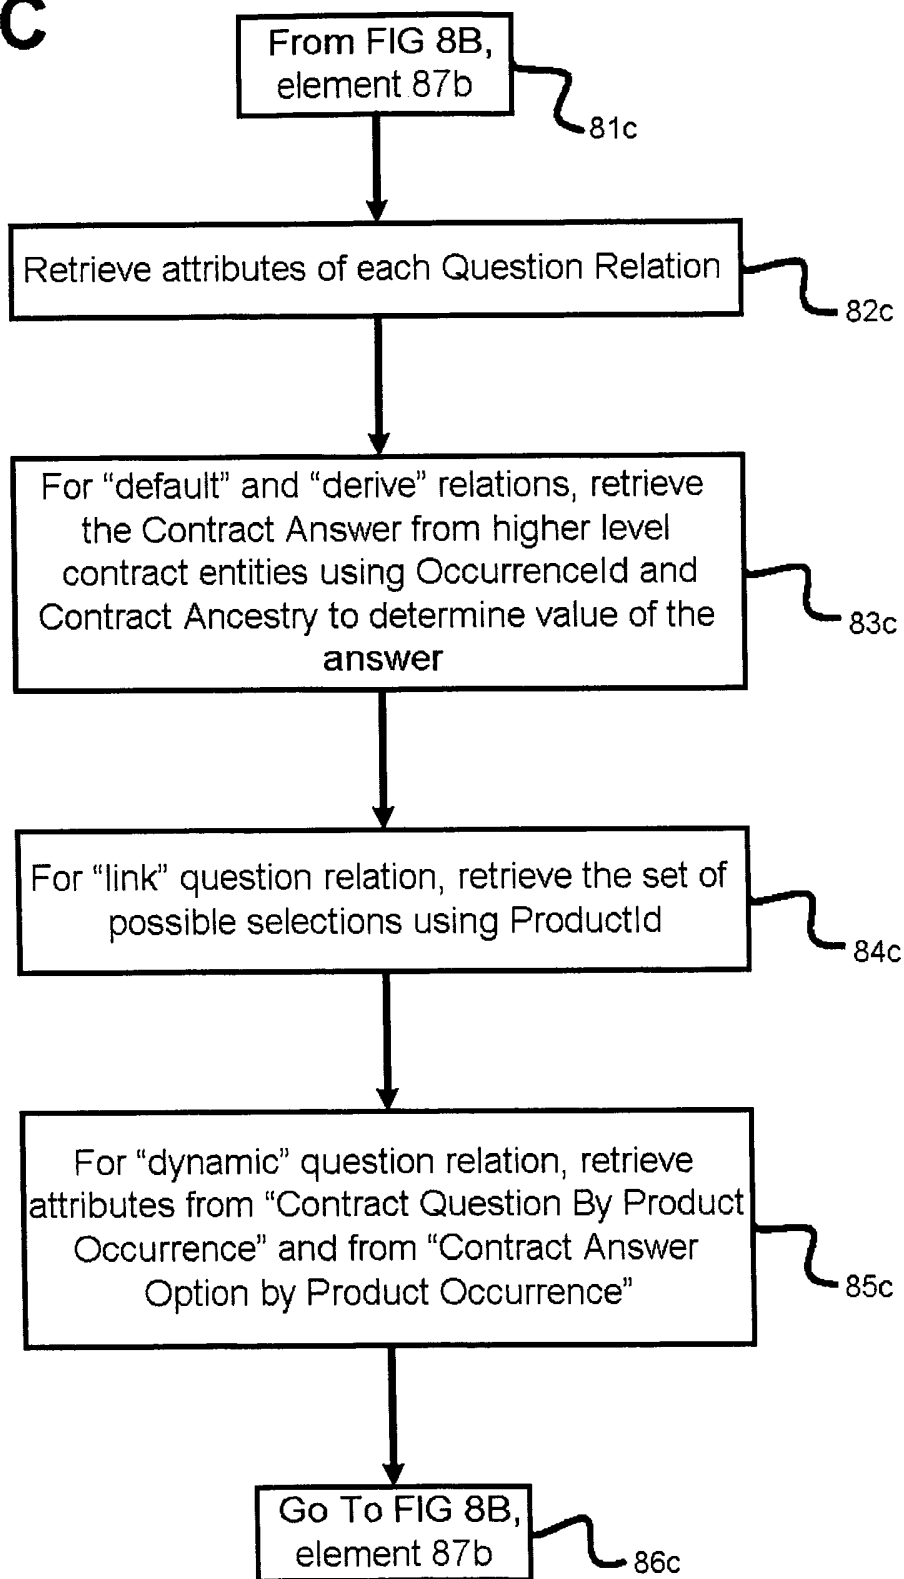 C
From FIG 8B,
element 87b
81c
Retrieve attributes of each Question Relation
82c
For “default” and “derive” relations, retrieve
the Contract Answer from higher level
contract entities using OccurrenceId and
Contract Ancestry to determine value of the
answer
83c
For “link” question relation, retrieve the set of
possible selections using ProductId
84c
For “dynamic” question relation, retrieve
attributes from “Contract Question By Product
Occurrence” and from “Contract Answer
Option by Product Occurrence”
85c
Go To FIG 8B,
element 87b
86c